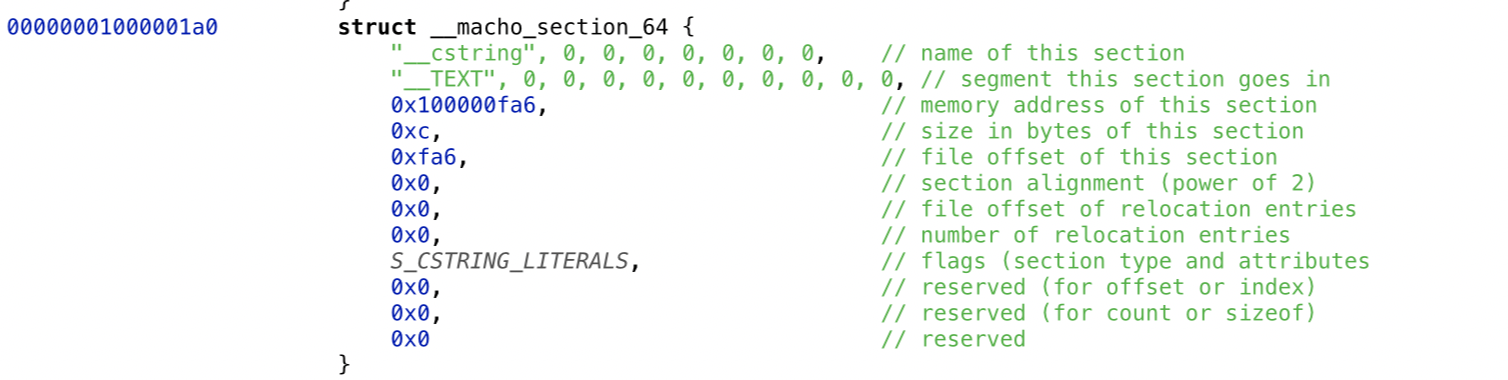 }
00000001000001a0 struct __macho_section_64 {
"__cstring", 0, 0, 0, 0, 0, 0, 0, // name of this section
"__TEXT", 0, 0, 0, 0, 0, 0, 0, 0, 0, 0, // segment this section goes in
0x100000fa6, // memory address of this section
0xc, // size in bytes of this section
0xfa6, // file offset of this section
0x0, // section alignment (power of 2)
0x0, // file offset of relocation entries
0x0, // number of relocation entries
S_CSTRING_LITERALS, // flags (section type and attributes
0x0, // reserved (for offset or index)
0x0, // reserved (for count or sizeof)
0x0 // reserved
}